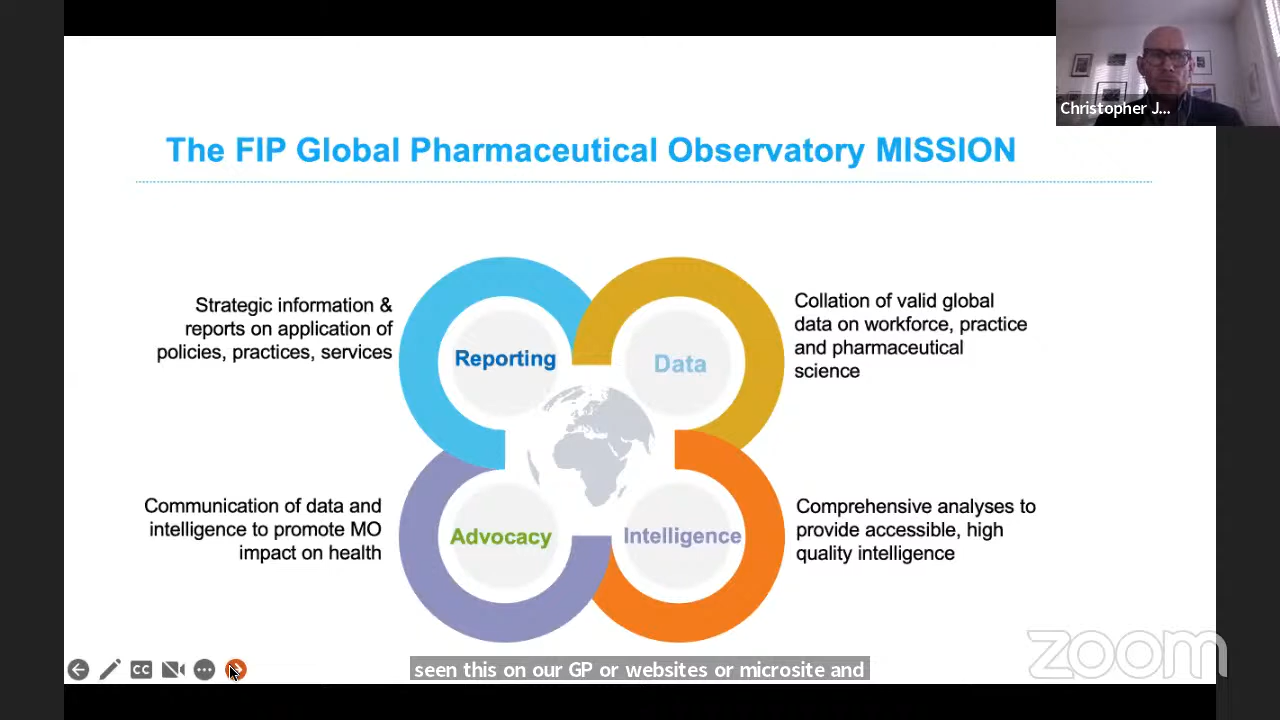 Christopher J...
The FIP Global Pharmaceutical Observatory MISSION
Strategic information &
reports on application of
policies, practices, services
Reporting
Data
Collation of valid global
data on workforce, practice
and pharmaceutical
science
Communication of data and
intelligence to promote MO
impact on health
Advocacy
Intelligence
Comprehensive analyses to
provide accessible, high
quality intelligence
zoom
CC
seen this on our GP or websites or microsite and